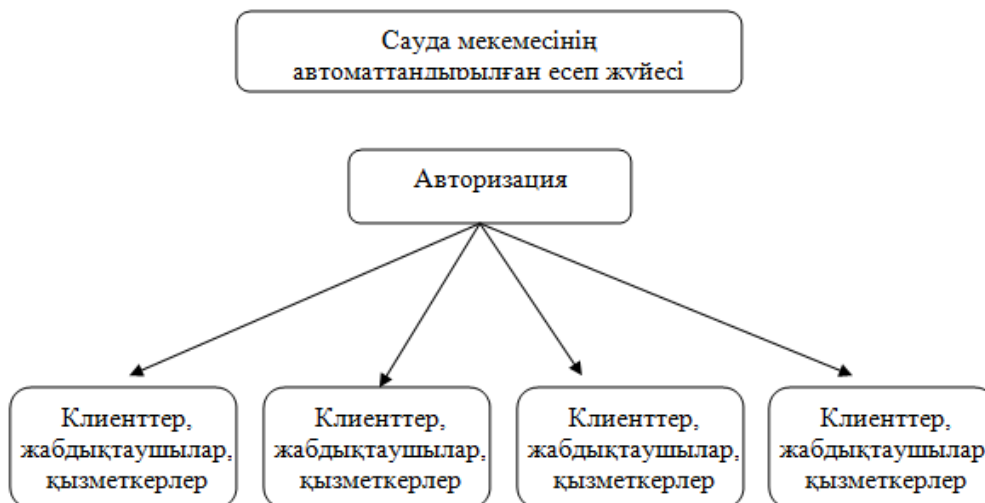 Сауда мекемесінің
автоматтандырылған есеп жүйесі
Авторизация
Клиенттер,
жабдықтаушылар,
қызметкерлер
Клиенттер,
жабдықтаушылар,
қызметкерлер
Клиенттер,
жабдықтаушылар,
қызметкерлер
Клиенттер,
жабдықтаушылар,
қызметкерлер